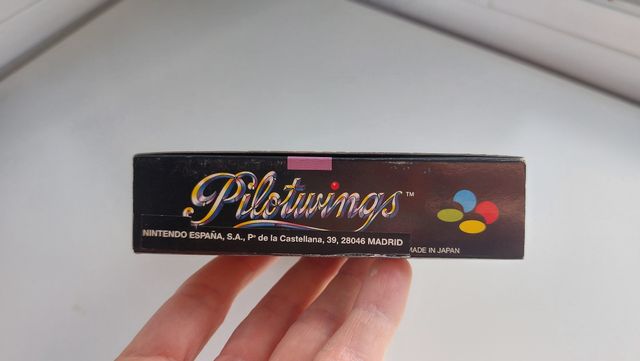 Pilotwings™
NINTENDO ESPAÑA, S.A., Pº de la Castellana, 39, 28046 MADRID
MADE IN JAPAN